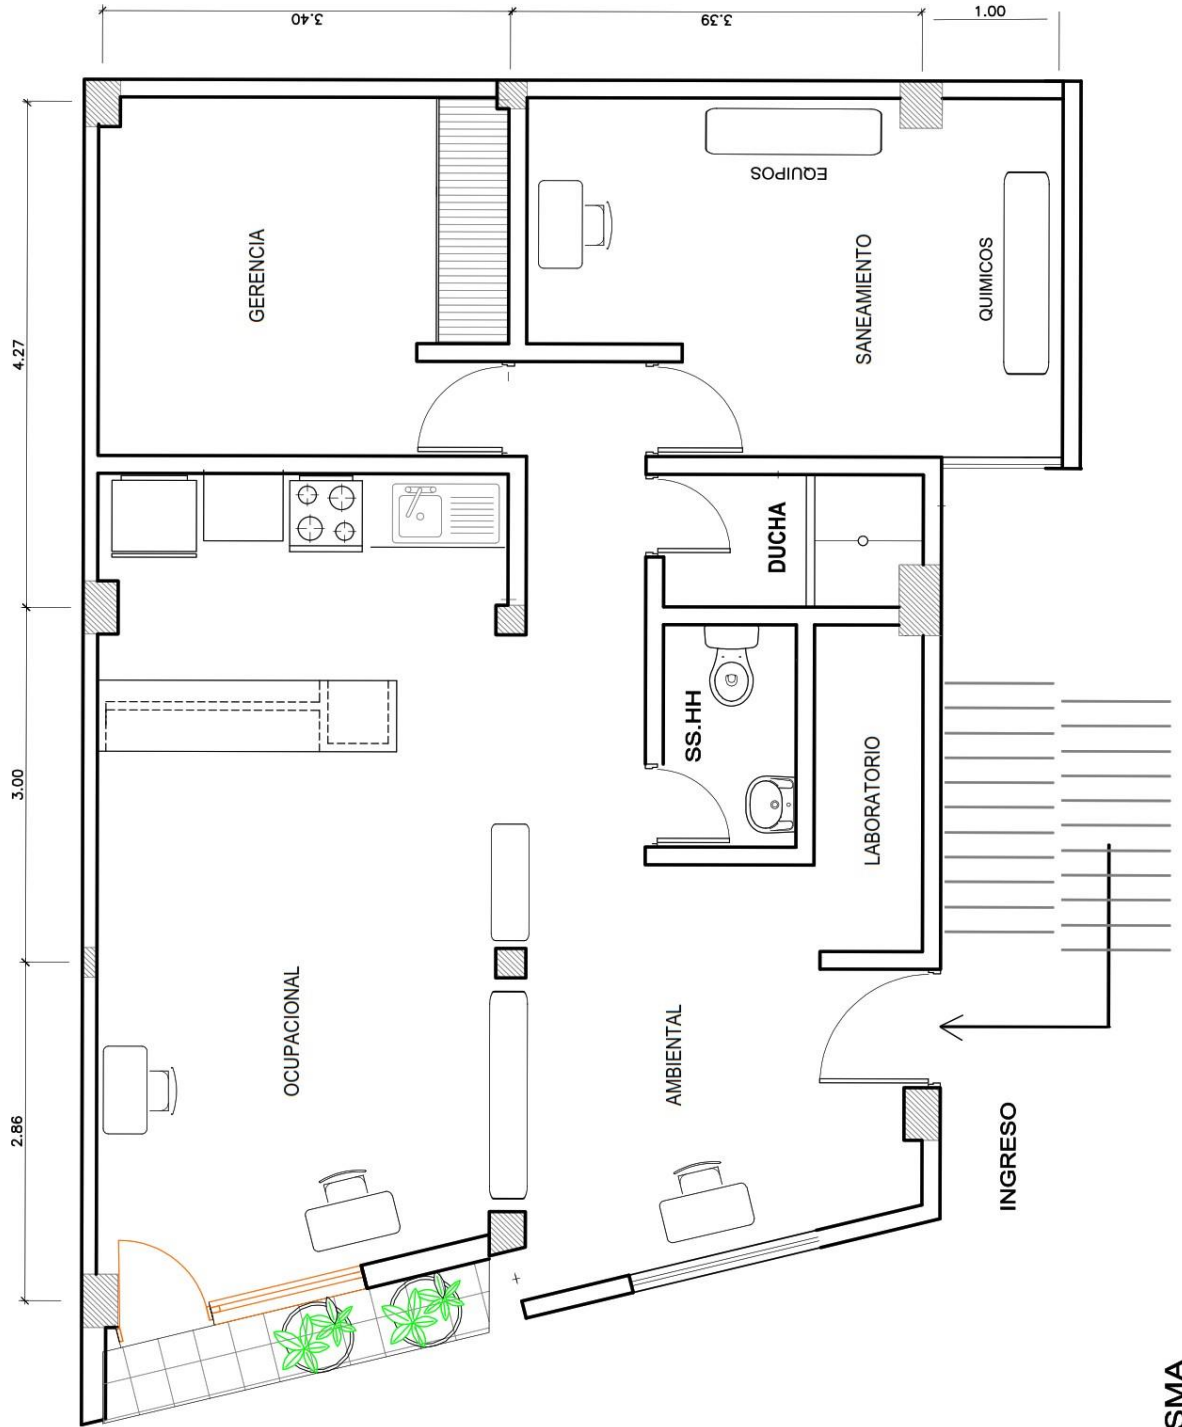 3.40
3.39
1.00
4.27
3.00
2.86
GERENCIA
EQUIPOS
SANEAMIENTO
QUIMICOS
DUCHA
SS.HH
LABORATORIO
OCUPACIONAL
AMBIENTAL
INGRESO
SMA